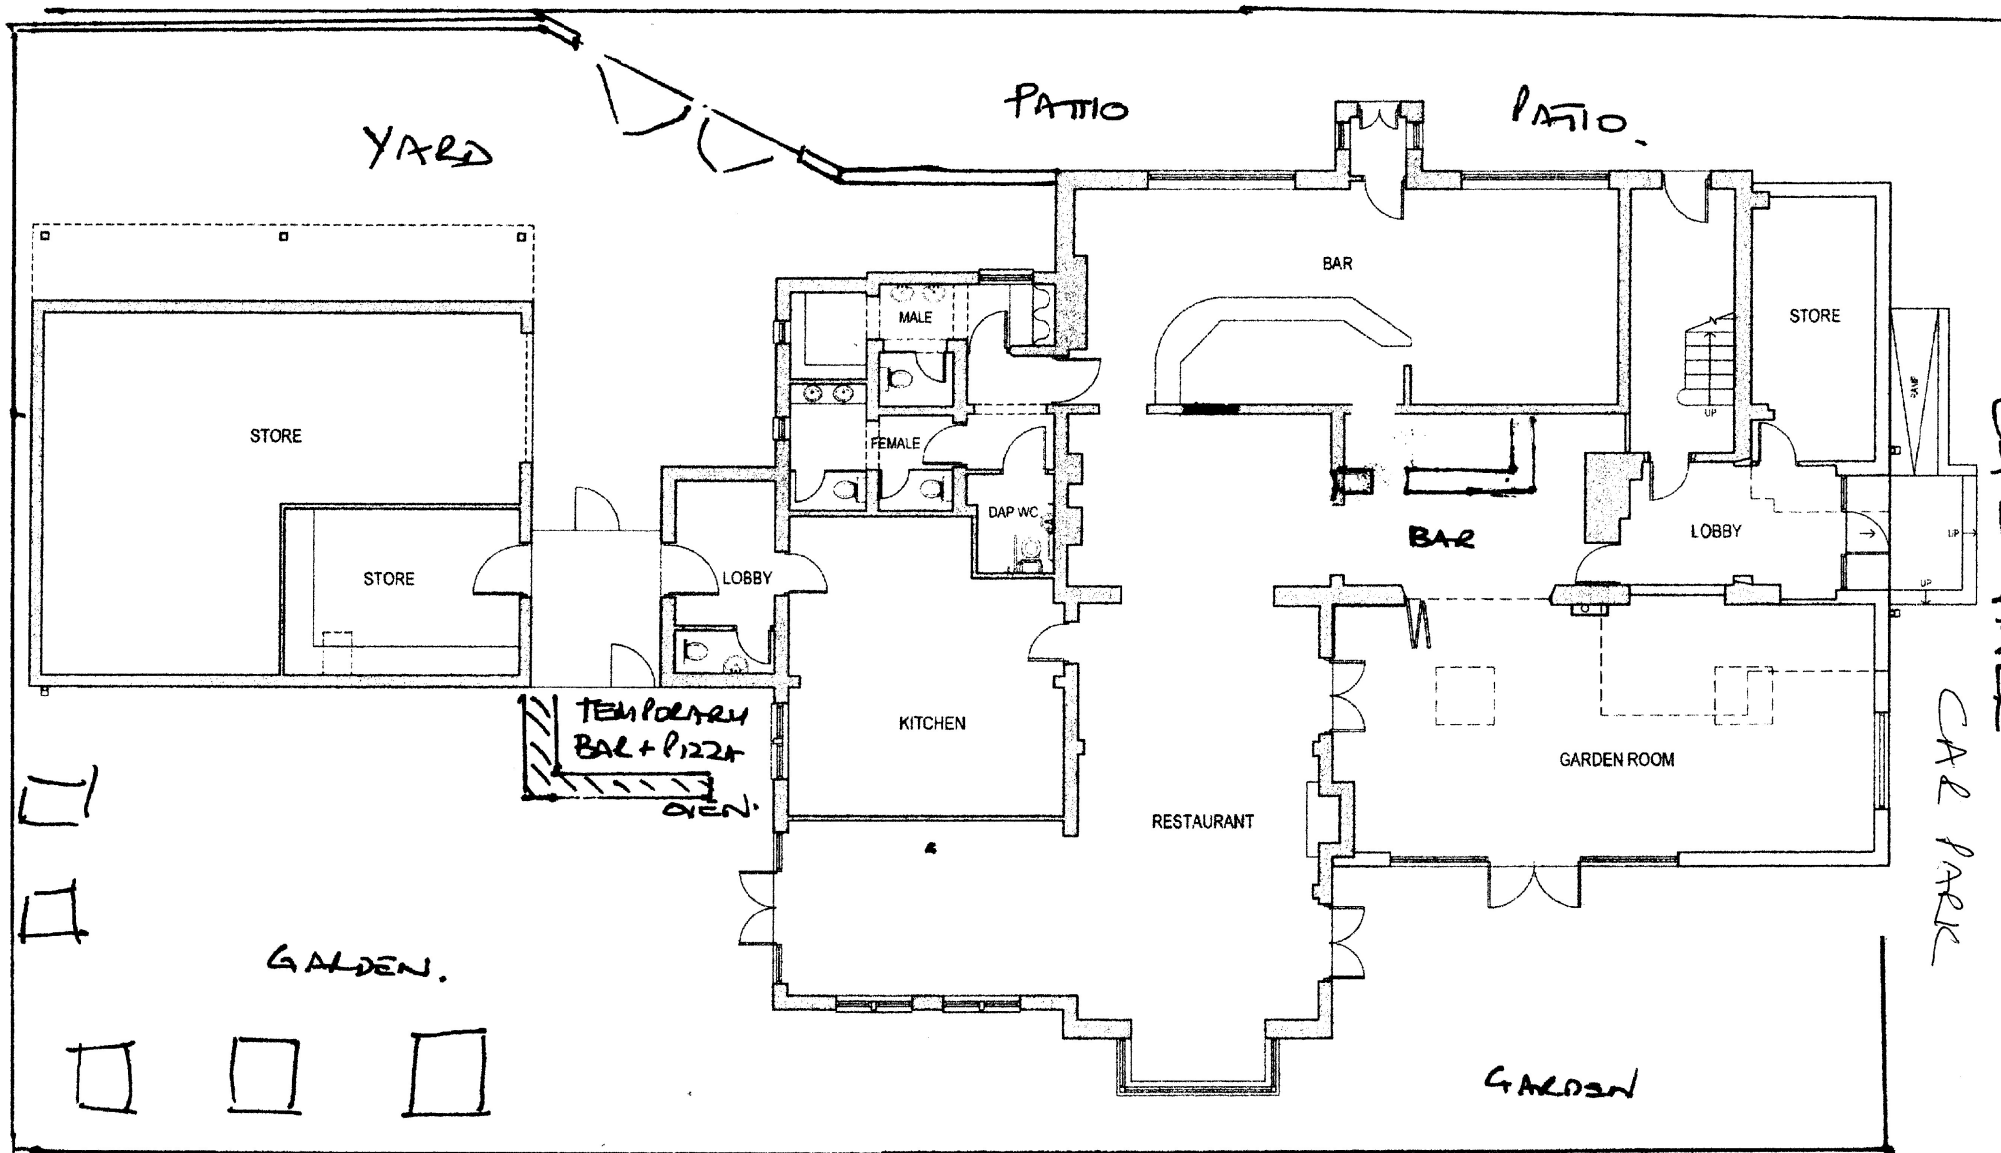 PATIO
PATIO.
YARD
BAR
MALE
STORE
RAMP
UP
STORE
FEMALE
DAP WC
BAR
LOBBY
UP
UP
STORE
LOBBY
TEMPORARY
BAR + PIZZA
OVEN.
KITCHEN
GARDEN ROOM
RESTAURANT
CAR PARK
GARDEN.
GARDEN